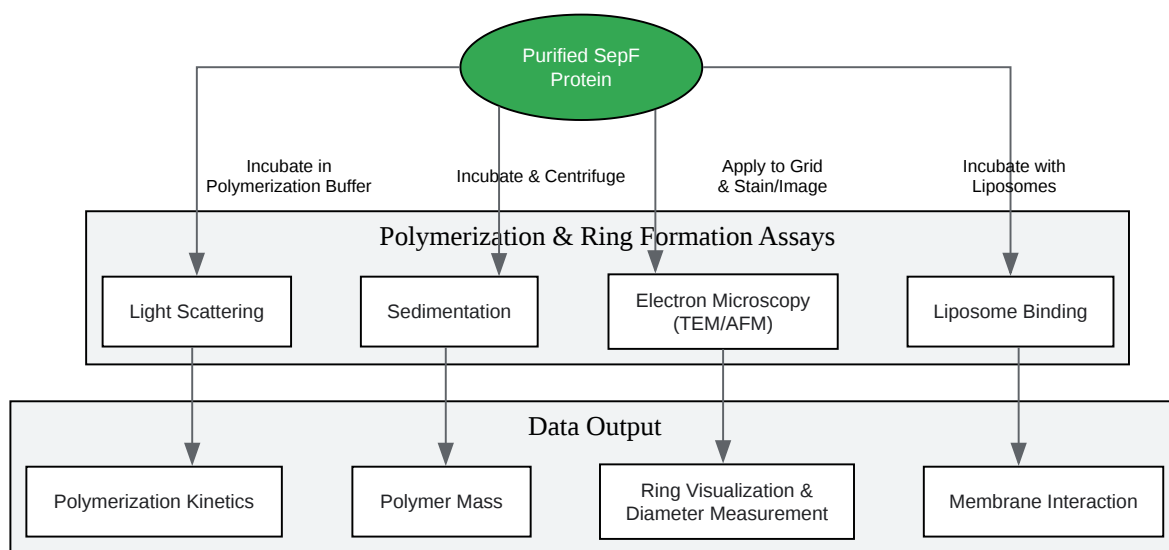 Purified SepF
Protein
Incubate in
Polymerization Buffer
Incubate & Centrifuge
Apply to Grid
& Stain/Image
Incubate with
Liposomes
Polymerization & Ring Formation Assays
Light Scattering
Sedimentation
Electron Microscopy
(TEM/AFM)
Liposome Binding
Data Output
Polymerization Kinetics
Polymer Mass
Ring Visualization &
Diameter Measurement
Membrane Interaction